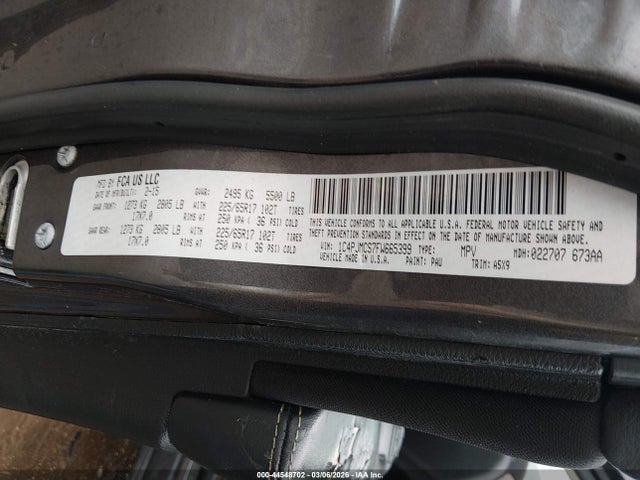 MFD BY FCA US LLC
DATE OF MFR/BUILT: 2-15 GVWR: 2495 KG 5500 LB
GAWR FRONT: 1273 KG 2805 LB WITH 225/65R17 102T TIRES
17X7.0 RIMS AT 250 KPA ( 36 PSI) COLD
GAWR REAR: 1273 KG 2805 LB WITH 225/65R17 102T TIRES
17X7.0 RIMS AT 250 KPA ( 36 PSI) COLD
THIS VEHICLE CONFORMS TO ALL APPLICABLE U.S.A. FEDERAL MOTOR VEHICLE SAFETY AND
THEFT PREVENTION STANDARDS IN EFFECT ON THE DATE OF MANUFACTURE SHOWN ABOVE.
VIN: 1C4PJMCS7FW665399 TYPE: MPV MDH: 022707 673AA
VEHICLE MADE IN U.S.A. PAINT: PAU TRIM: A5X9
000-44548702 - 03/06/2026 - IAAI.COM